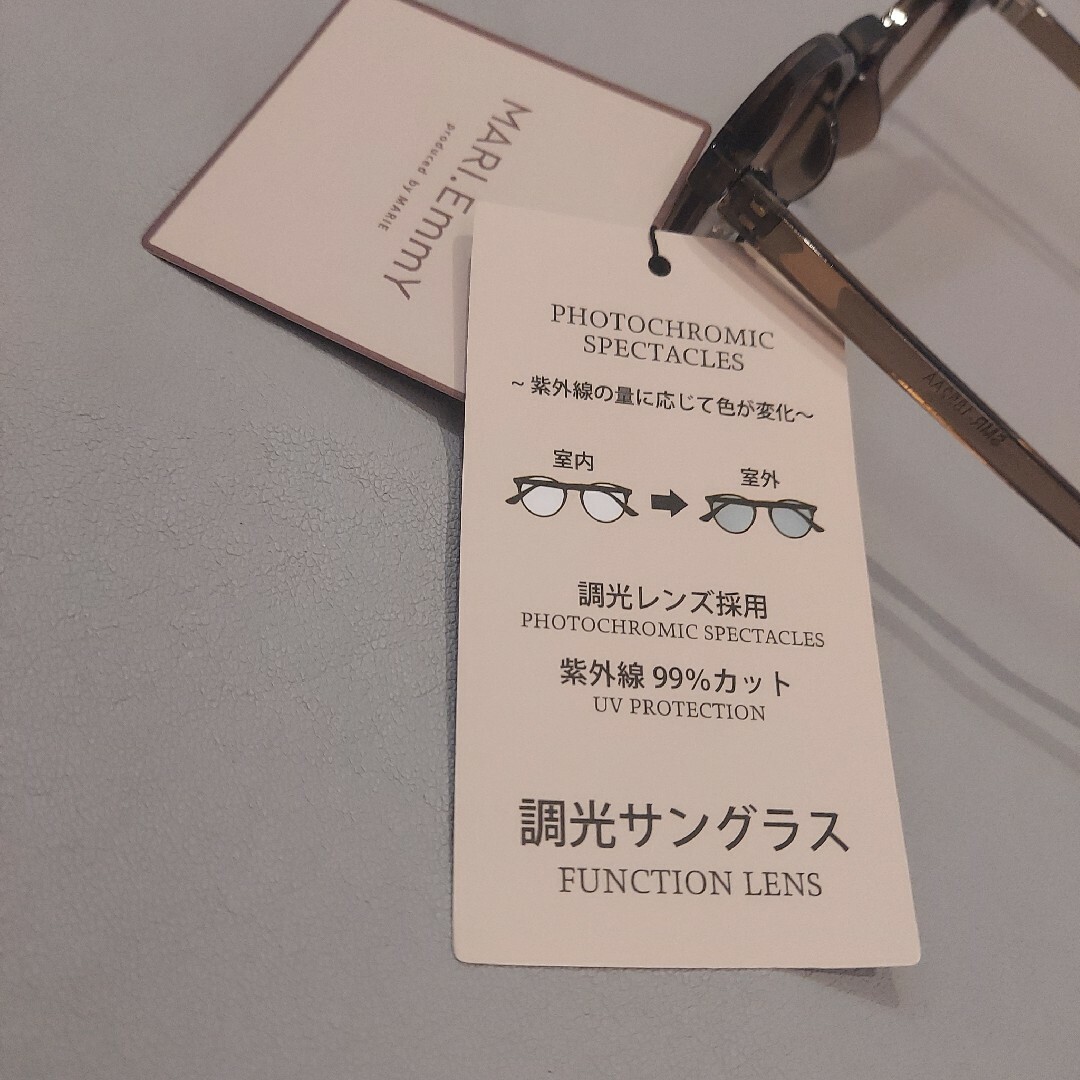 MARI.EmmY
produced by MARIE
PHOTOCHROMIC
SPECTACLES
~紫外線の量に応じて色が変化~
室内
室外
調光レンズ採用
PHOTOCHROMIC SPECTACLES
紫外線 99%カット
UV PROTECTION
調光サングラス
FUNCTION LENS